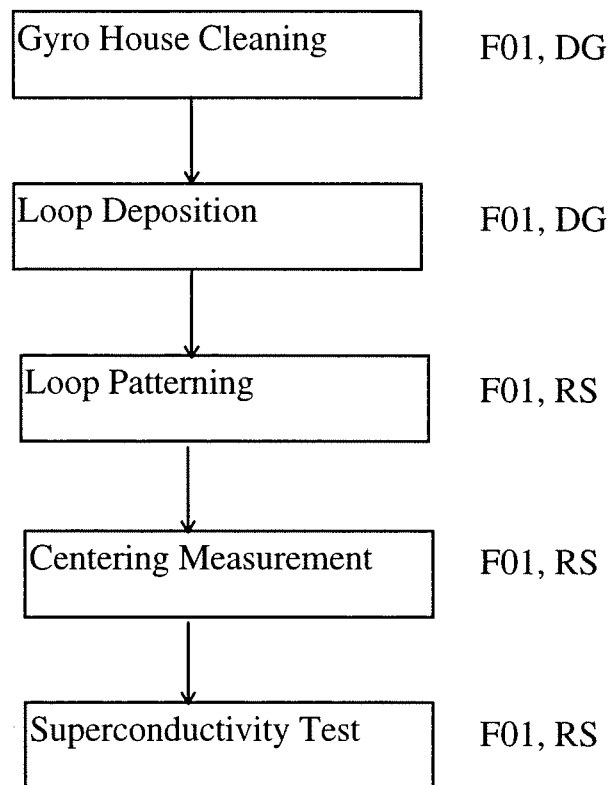 Gyro House Cleaning F01, DG
Loop Deposition F01, DG
Loop Patterning F01, RS
Centering Measurement F01, RS
Superconductivity Test F01, RS